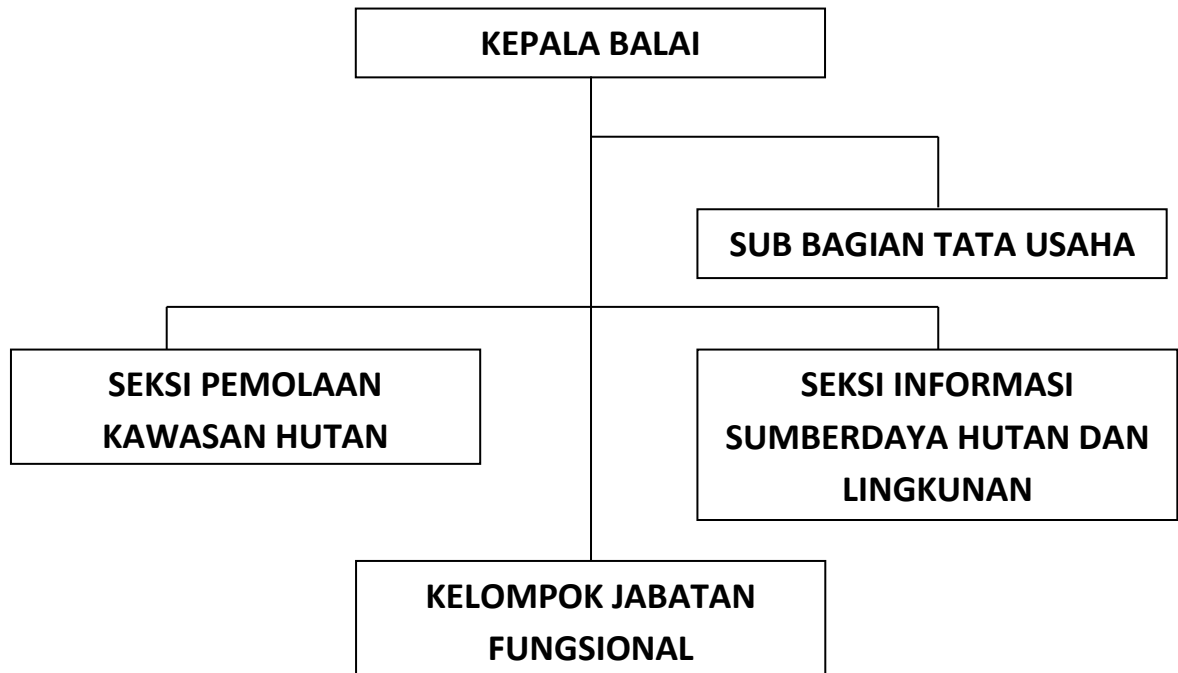 KEPALA BALAI
SUB BAGIAN TATA USAHA
SEKSI PEMOLAAN
KAWASAN HUTAN
SEKSI INFORMASI
SUMBERDAYA HUTAN DAN
LINGKUNAN
KELOMPOK JABATAN
FUNGSIONAL